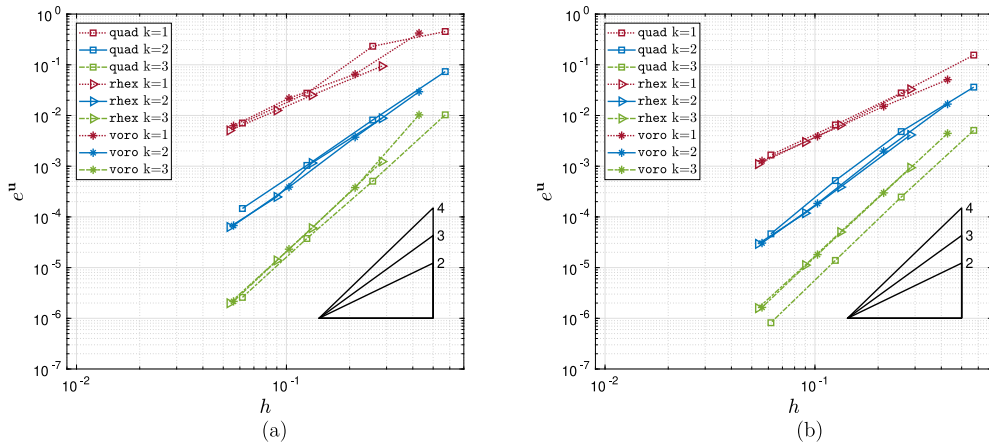 10^0
10^-1
10^-2
10^-3
10^-4
10^-5
10^-6
10^-7
e^u
quad k=1
quad k=2
quad k=3
rhex k=1
rhex k=2
rhex k=3
voro k=1
voro k=2
voro k=3
4
3
2
10^-2
10^-1
10^0
h
(a)
10^0
10^-1
10^-2
10^-3
10^-4
10^-5
10^-6
10^-7
e^u
quad k=1
quad k=2
quad k=3
rhex k=1
rhex k=2
rhex k=3
voro k=1
voro k=2
voro k=3
4
3
2
10^-2
10^-1
h
(b)